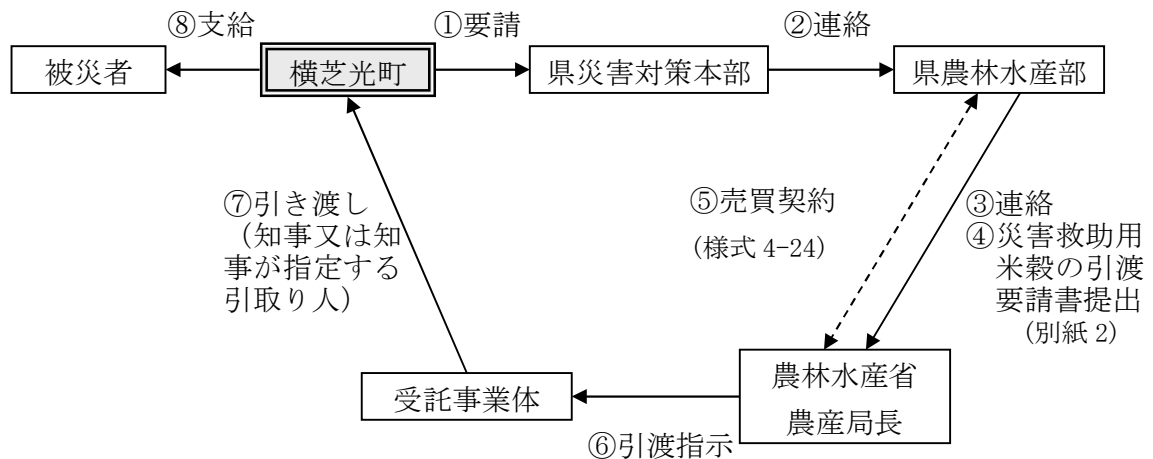 ⑧支給
①要請
②連絡
被災者
横芝光町
県災害対策本部
県農林水産部
⑦引き渡し
（知事又は知
事が指定する
引取り人）
⑤売買契約
(様式 4-24)
③連絡
④災害救助用
米穀の引渡
要請書提出
(別紙 2)
受託事業体
農林水産省
農産局長
⑥引渡指示